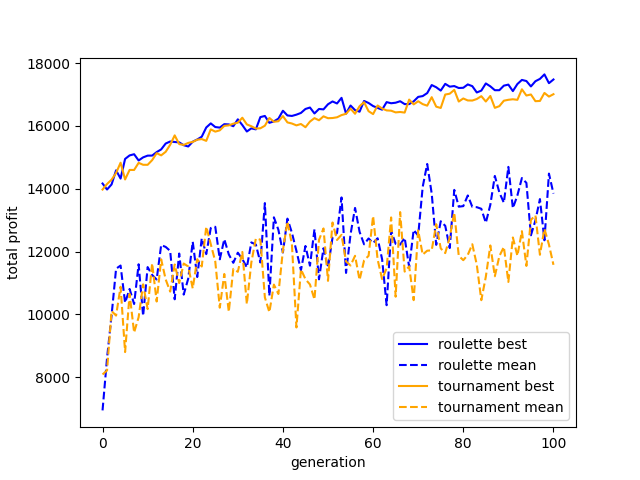 18000
16000
14000
12000
10000
8000
total profit
0
20
40
60
80
100
generation
roulette best
roulette mean
tournament best
tournament mean